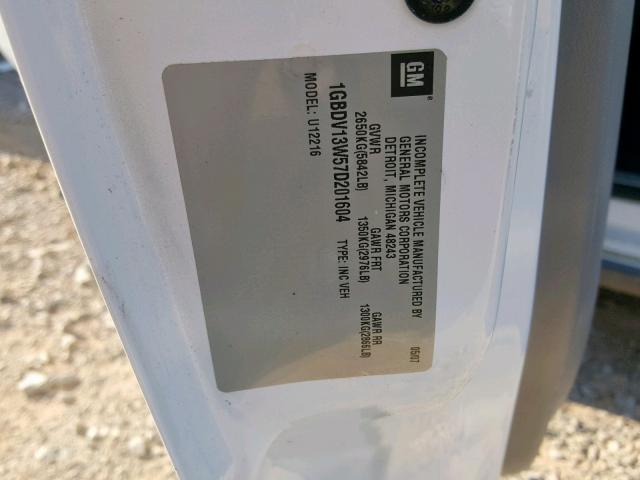 GM
INCOMPLETE VEHICLE MANUFACTURED BY
GENERAL MOTORS CORPORATION
DETROIT, MICHIGAN 48243
05/07
GVWR GAWR FRT GAWR RR
2650KG(5842LB) 1350KG(2976LB) 1300KG(2866LB)
1GBDV13W57D201604 TYPE: INC VEH
MODEL: U12216